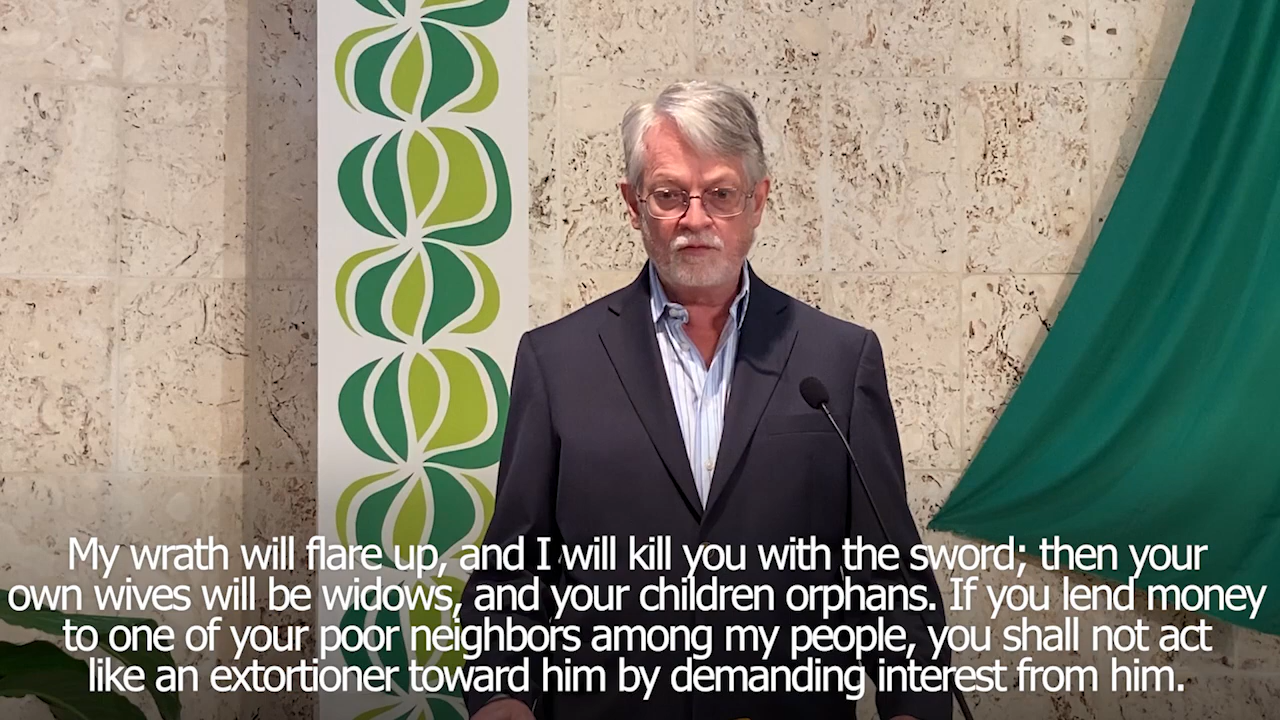 My wrath will flare up, and I will kill you with the sword; then your
own wives will be widows, and your children orphans. If you lend money
to one of your poor neighbors among my people, you shall not act
like an extortioner toward him by demanding interest from him.